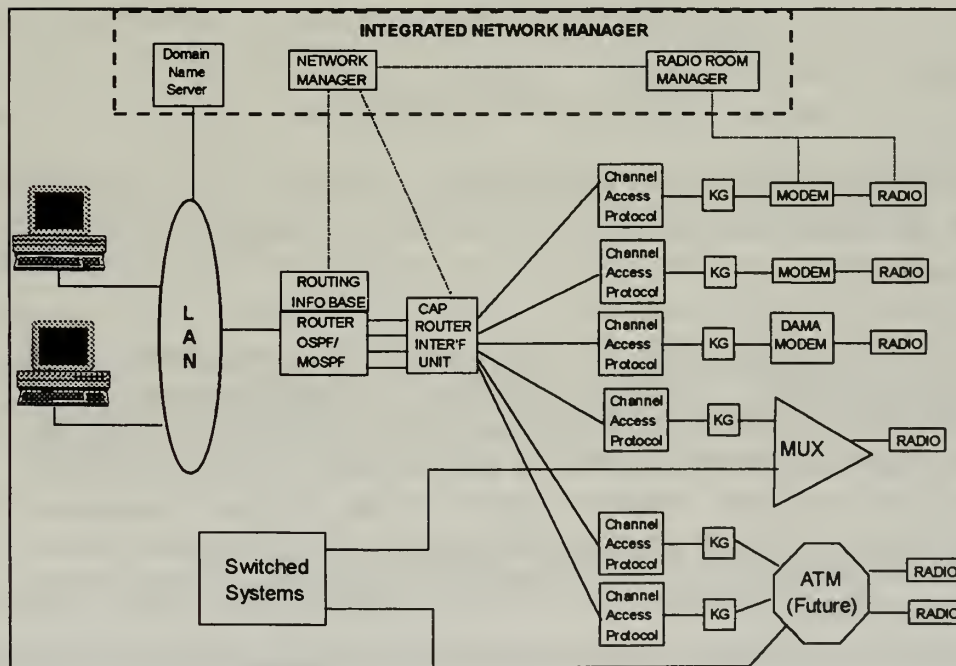 INTEGRATED NETWORK MANAGER
Domain
Name
Server
NETWORK
MANAGER
RADIO ROOM
MANAGER
Channel
Access
Protocol
KG
MODEM
RADIO
Channel
Access
Protocol
KG
MODEM
RADIO
L
A
N
ROUTING
INFO BASE
ROUTER
OSPF/
MOSPF
CAP
ROUTER
INTER'F
UNIT
Channel
Access
Protocol
KG
DAMA
MODEM
RADIO
Channel
Access
Protocol
KG
MUX
RADIO
Switched
Systems
Channel
Access
Protocol
KG
Channel
Access
Protocol
KG
ATM
(Future)
RADIO
RADIO